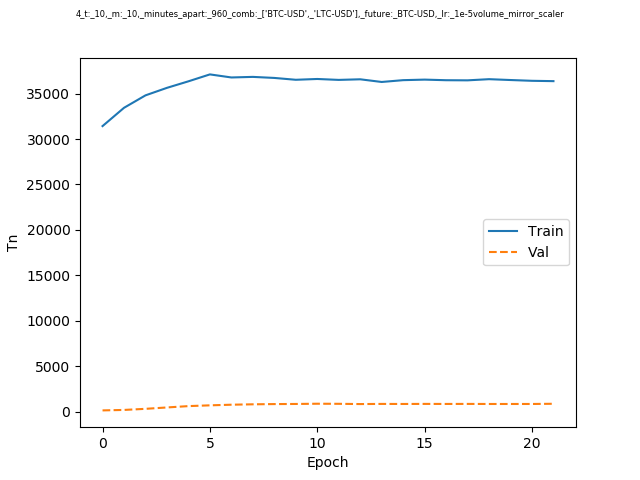 4_t:_10,_m:_10,_minutes_apart:_960_comb:_['BTC-USD',_'LTC-USD'],_future:_BTC-USD,_lr:_1e-5volume_mirror_scaler
35000
30000
25000
20000
15000
10000
5000
0
Tn
Train
Val
0 5 10 15 20
Epoch